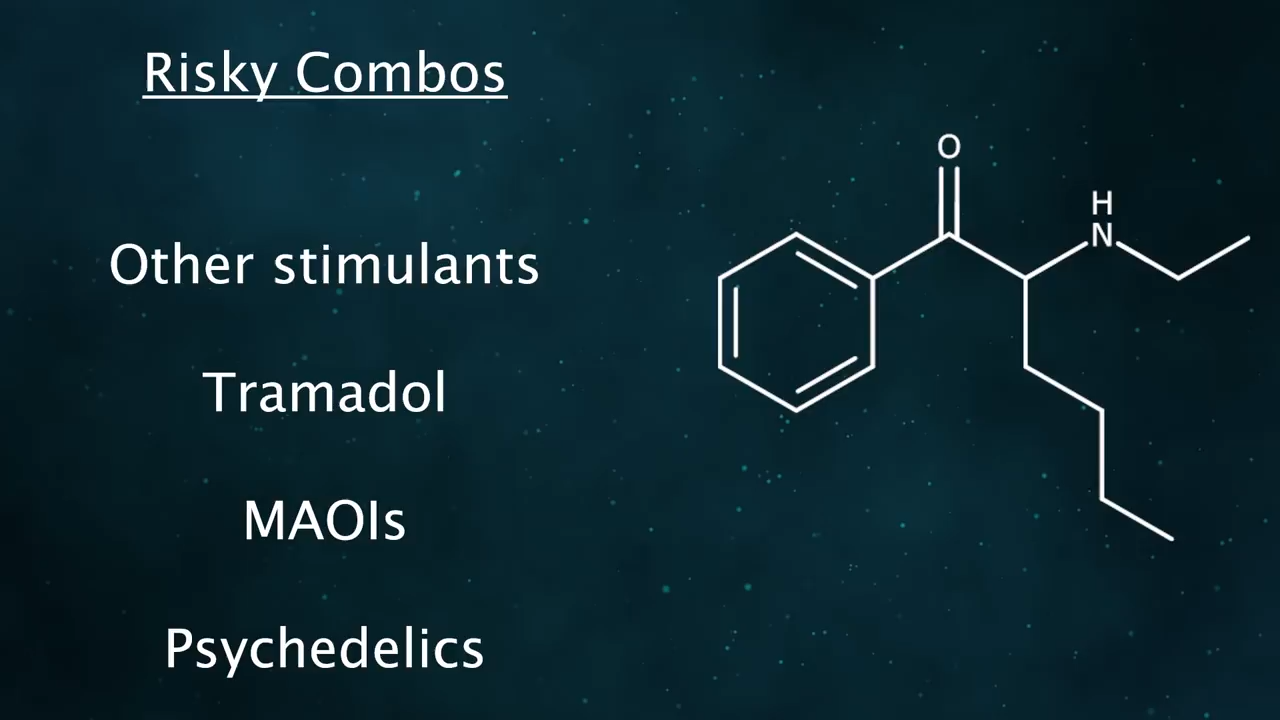 Risky Combos
Other stimulants
Tramadol
MAOIs
Psychedelics
O
H
N